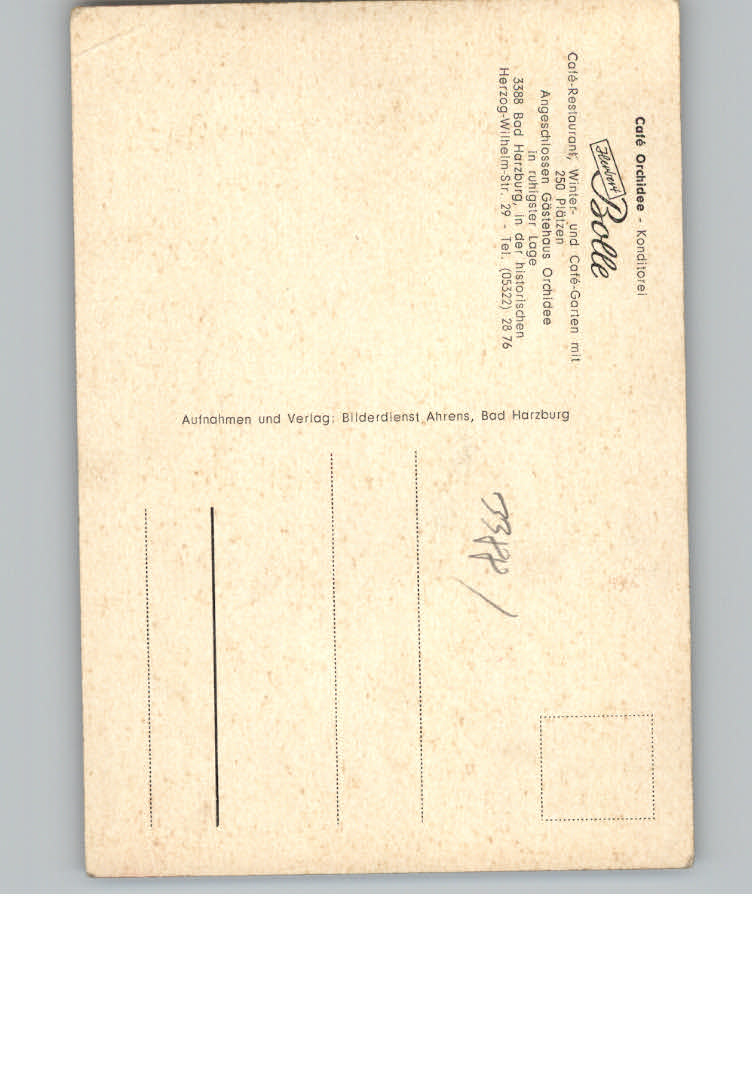 Café Orchidee - Konditorei
Herbert Bolle
Café-Restaurant, Winter- und Café-Garten mit
250 Plätzen
Angeschlossen Gästehaus Orchidee
in ruhigster Lage
3388 Bad Harzburg, in der historischen
Herzog-Wilhelm-Str. 29 - Tel. (05322) 28 76
Aufnahmen und Verlag: Bilderdienst Ahrens, Bad Harzburg